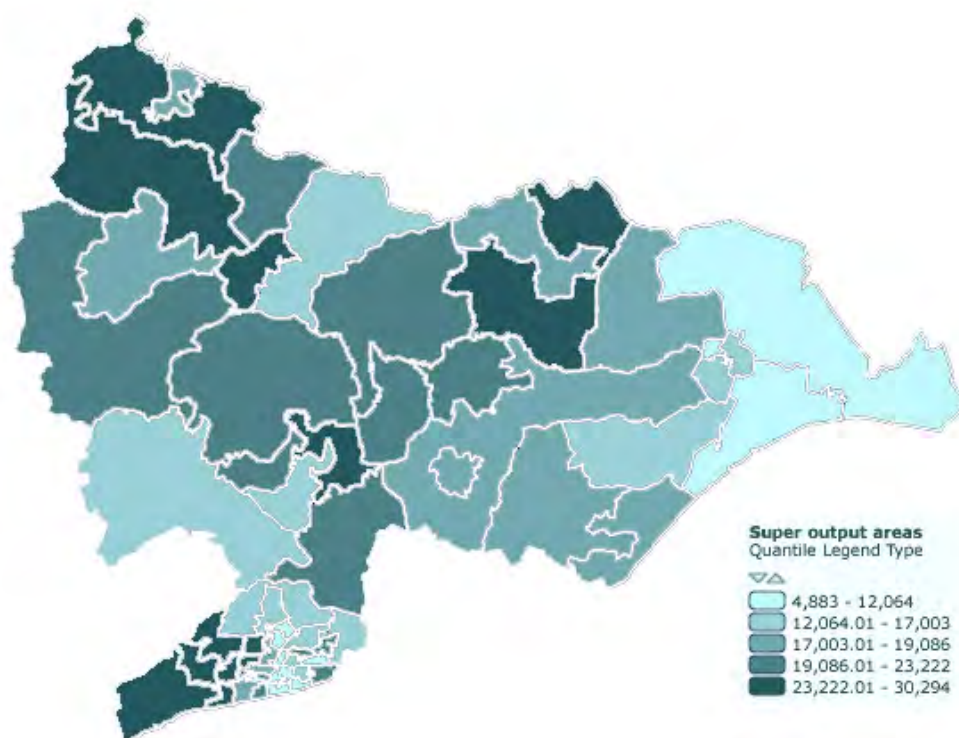 Super output areas
Quantile Legend Type
4,883 - 12,064
12,064.01 - 17,003
17,003.01 - 19,086
19,086.01 - 23,222
23,222.01 - 30,294